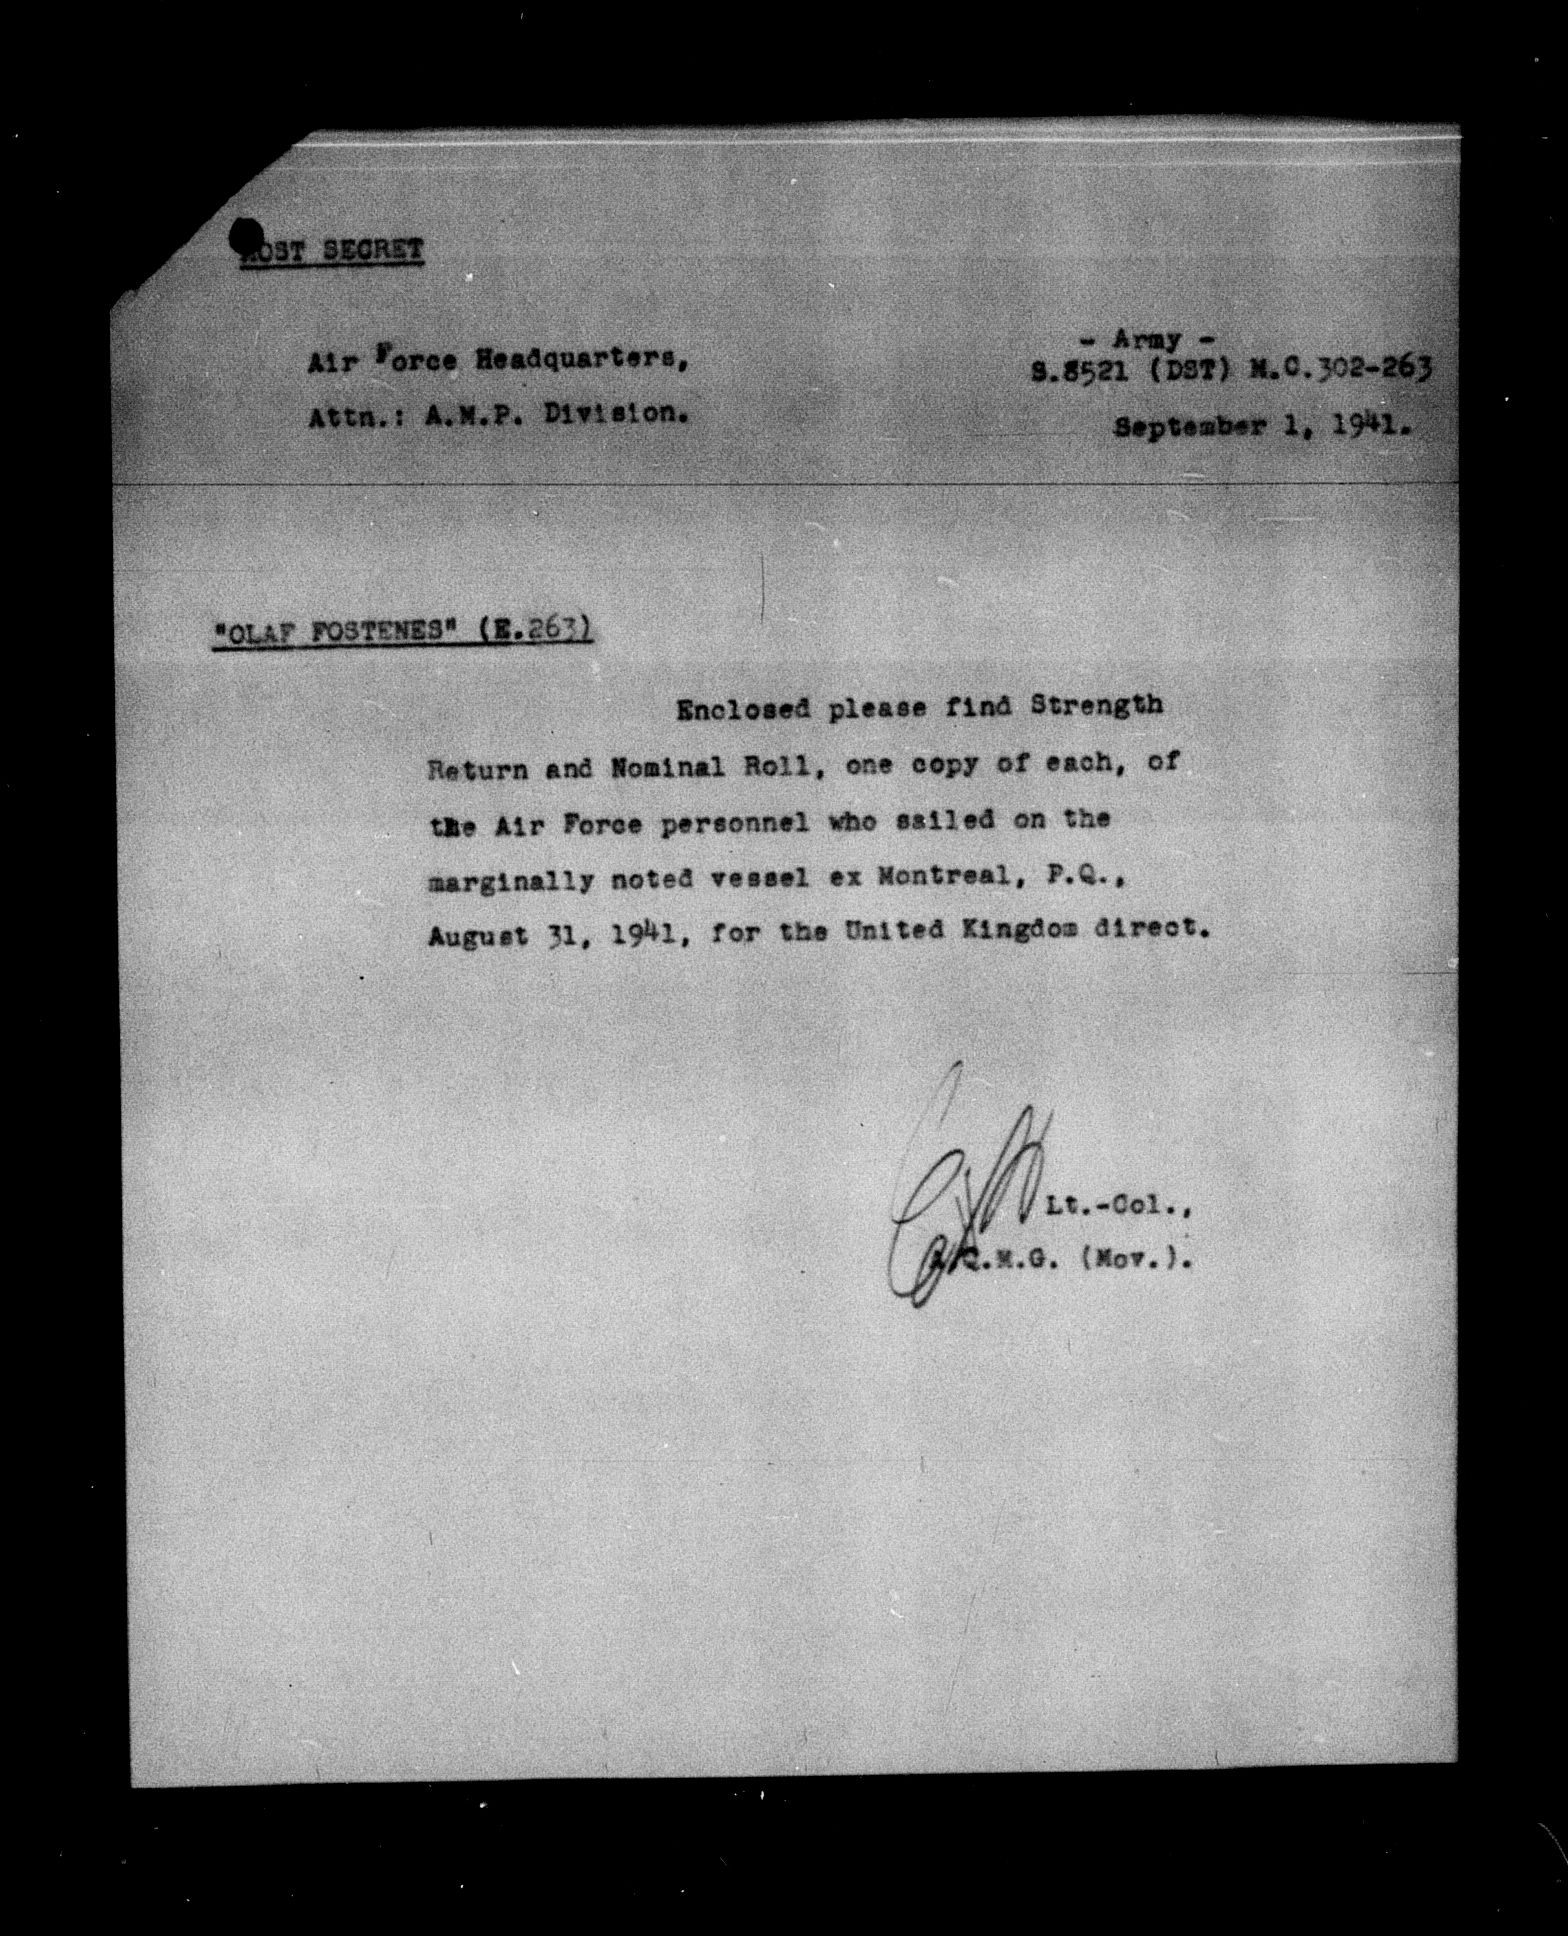 MOST SECRET
Air Force Headquarters,
Attn.: A.M.P. Division.
- Army -
S.8521 (DST) M.C.302-263
September 1, 1941.
"OLAF FOSTENES" (E.263)
Enclosed please find Strength
Return and Nominal Roll, one copy of each, of
the Air Force personnel who sailed on the
marginally noted vessel ex Montreal, P.Q.,
August 31, 1941, for the United Kingdom direct.
Lt.-Col.,
Q.M.G. (Mov.).